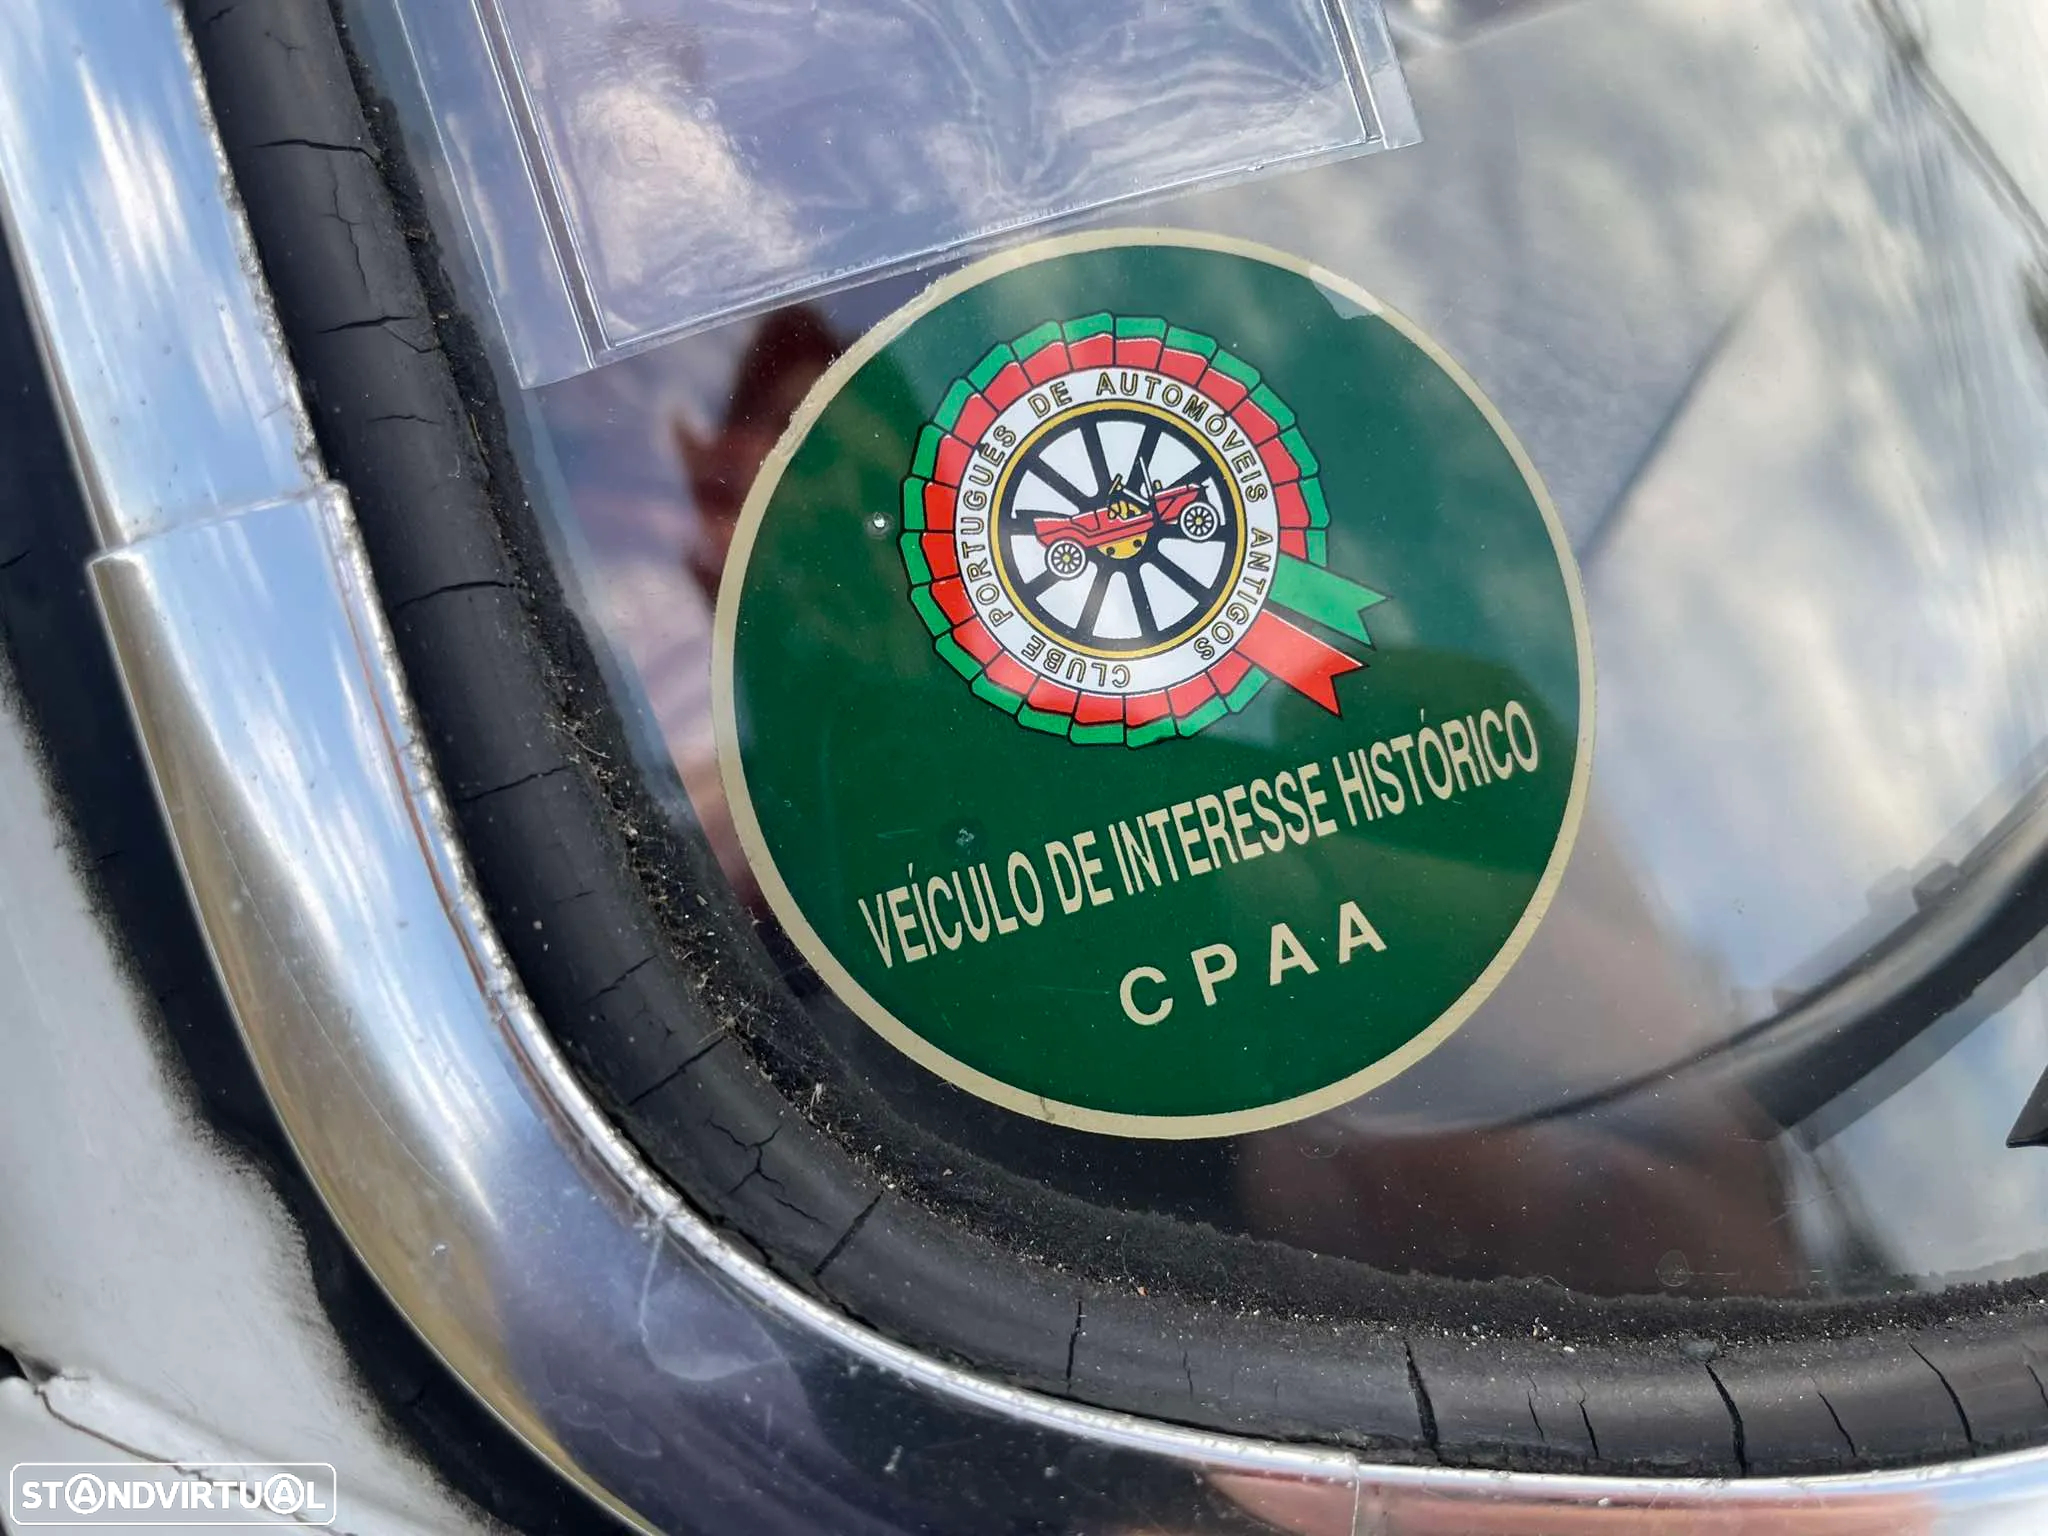 CLUBE PORTUGUÊS DE AUTOMÓVEIS ANTIGOS
VEÍCULO DE INTERESSE HISTÓRICO
CPAA
STANDVIRTUAL